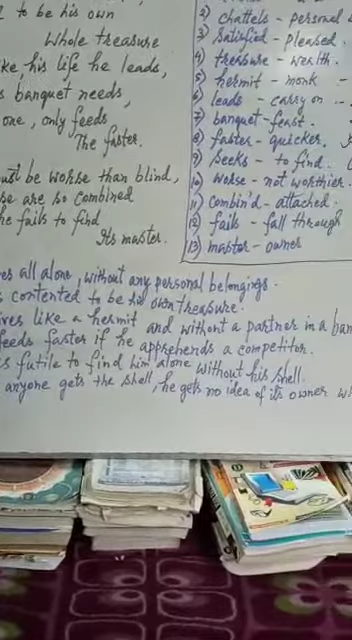 to be his own
Whole treasure
ke, his life he leads,
s banquet needs,
one, only feeds
The faster.
ust be worse than blind,
se are so combined
he fails to find
Its master.
2) chattels - personal
3) satisfied - pleased.
4) treasure - wealth.
5) hermit - monk -
6) leads - carry on ...
7) banquet - feast.
8) faster - quicker.
9) seeks - to find.
10) worse - not worthier.
11) combin'd - attached.
12) fails - fall through
13) master - owner
es all alone, without any personal belongings.
s contented to be his own treasure.
ives like a hermit and without a partner in a ban
feeds faster if he apprehends a competitor.
s futile to find him alone without his shell.
anyone gets the shell, he gets no idea of its owner wh